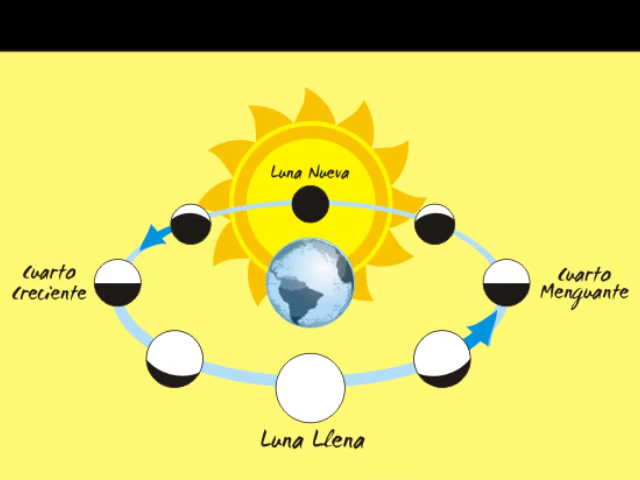 Luna Nueva
Cuarto
Creciente
Cuarto
Menguante
Luna Llena